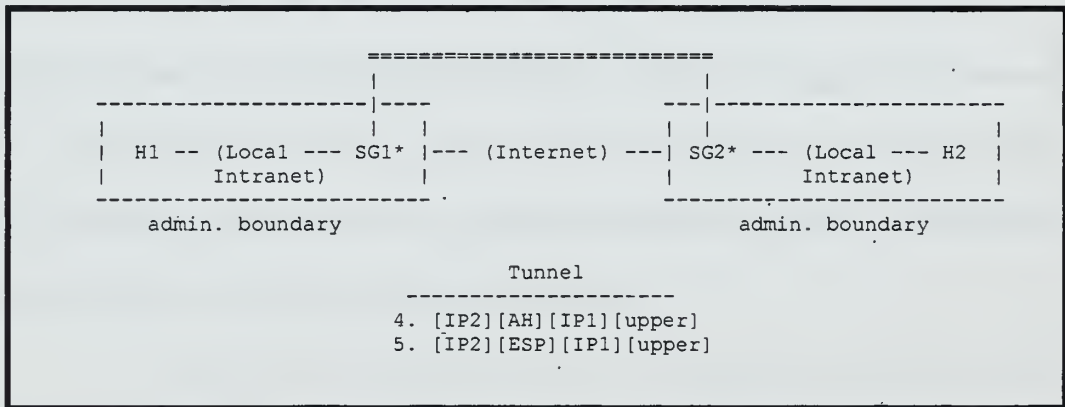 =========================
|                          |
---------------------------|----          ---|-----------------------------
|                    |   |               |   |                        |
|  H1 -- (Local --- SG1* |--- (Internet) ---| SG2* --- (Local --- H2  |
|        Intranet)       |                  |          Intranet)      |
---------------------------------          ---------------------------------
admin. boundary                            admin. boundary
Tunnel
----------------------
4. [IP2][AH][IP1][upper]
5. [IP2][ESP][IP1][upper]